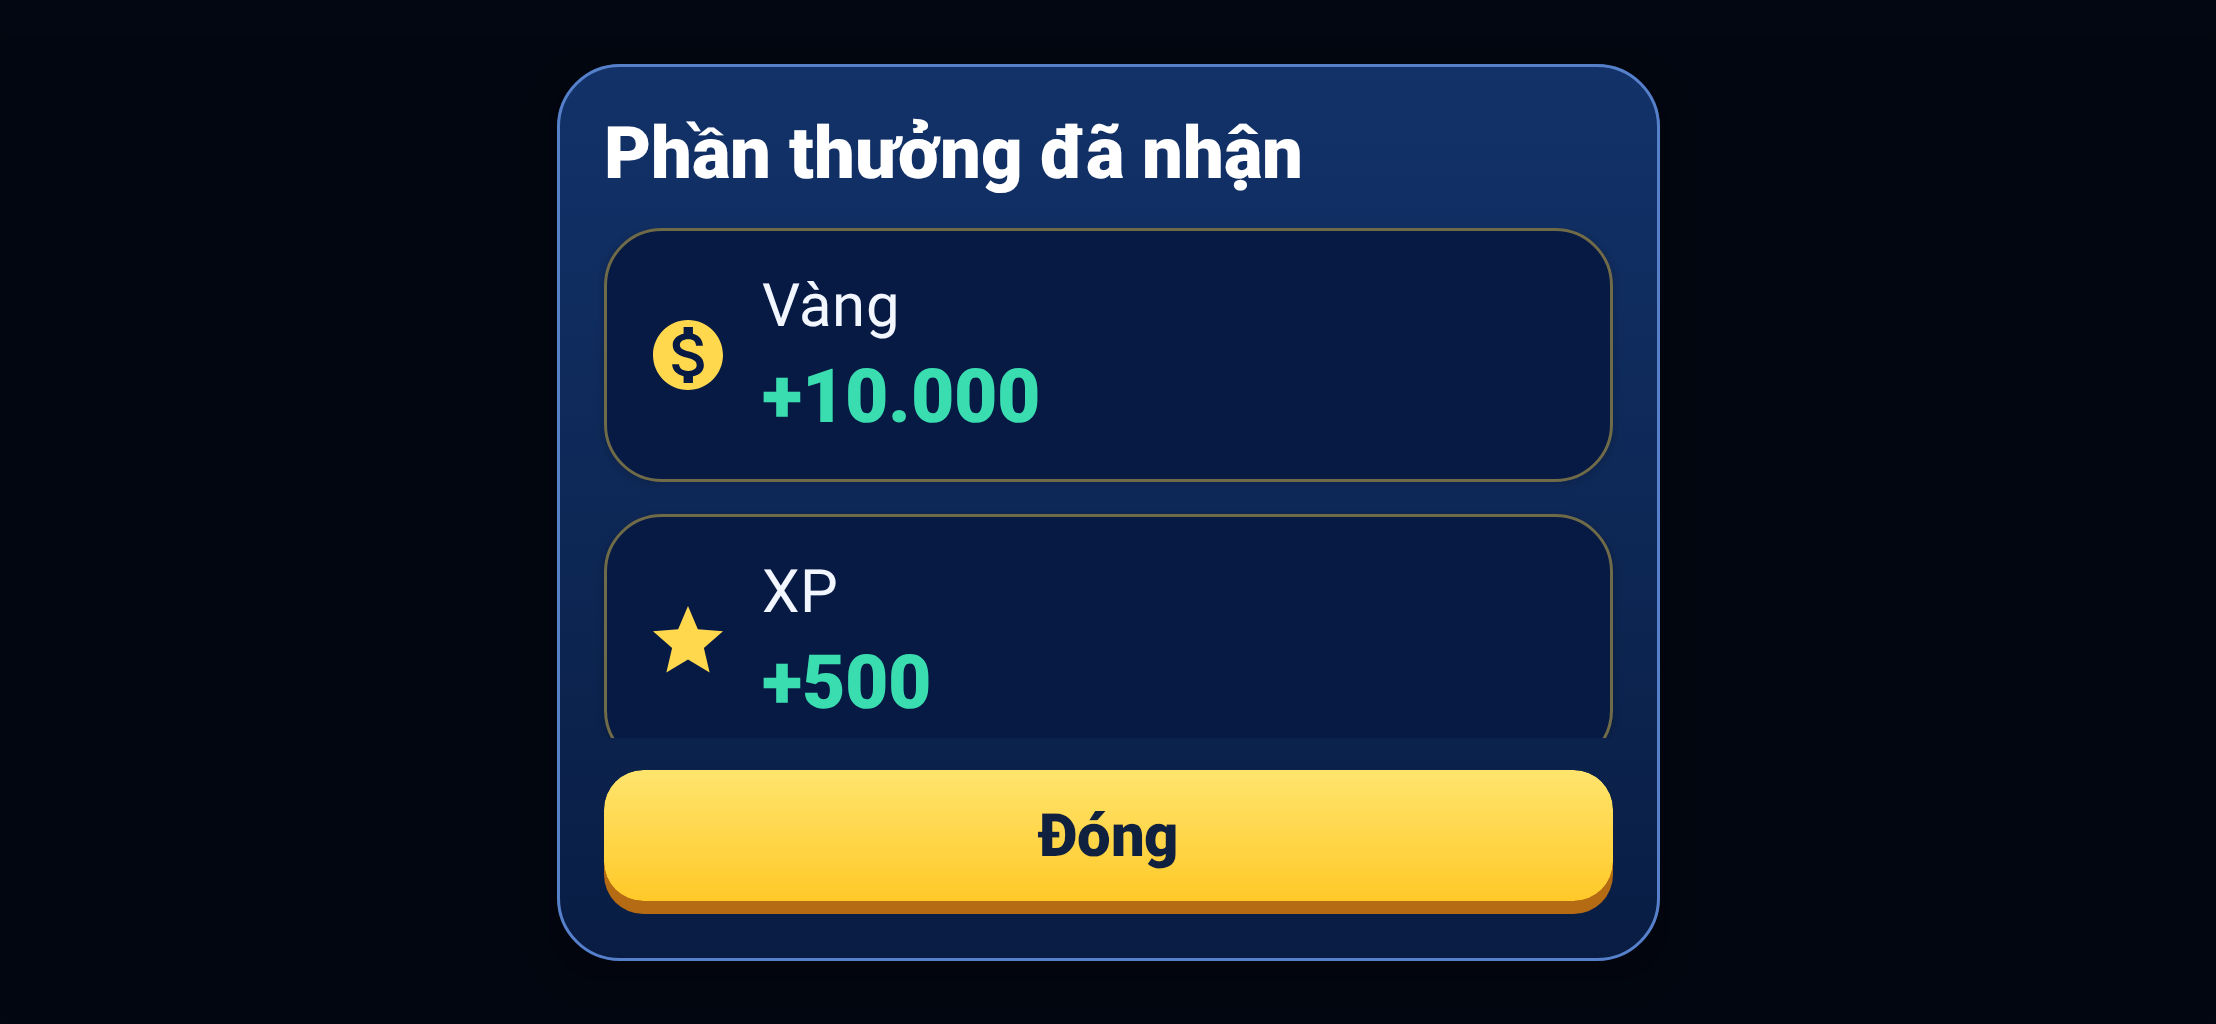 Phần thưởng đã nhận
Vàng
+10.000
XP
+500
Đóng